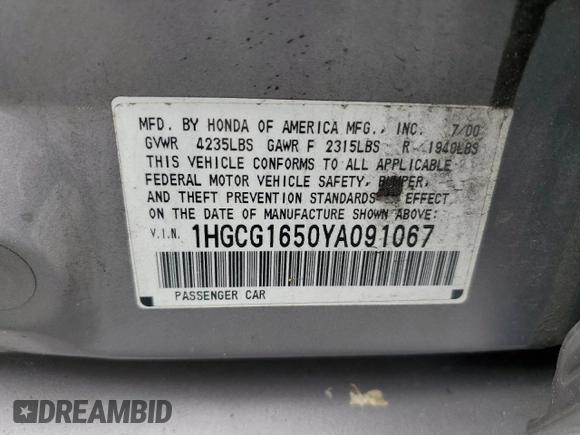 MFD. BY HONDA OF AMERICA MFG., INC. 7/00
GVWR 4235LBS GAWR F 2315LBS R 1940LBS
THIS VEHICLE CONFORMS TO ALL APPLICABLE
FEDERAL MOTOR VEHICLE SAFETY, BUMPER,
AND THEFT PREVENTION STANDARDS IN EFFECT
ON THE DATE OF MANUFACTURE SHOWN ABOVE.
V.I.N. 1HGCG1650YA091067
PASSENGER CAR
DREAMBID